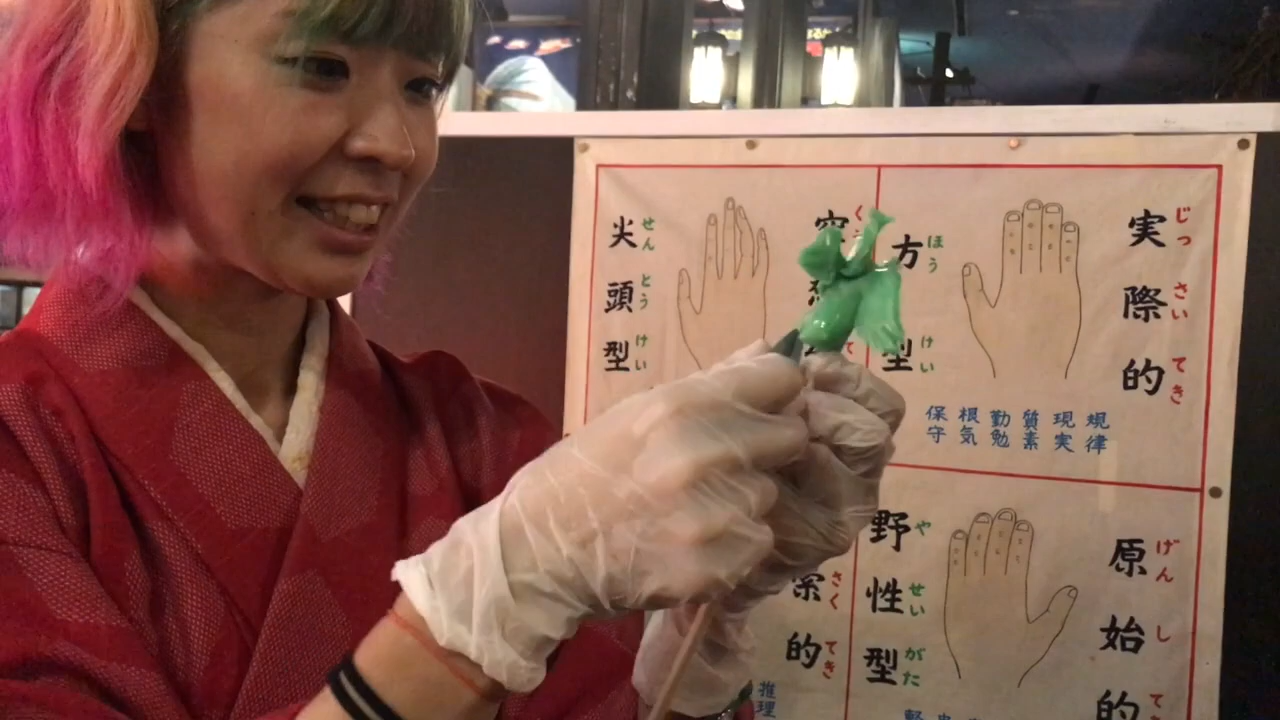 尖頭型
せんとうけい
方型
ほうけい
実際的
じっさいてき
規律
現実
質素
勤勉
根気
保守
野性型
やせいがた
原始的
げんし
的
さくてき
推理